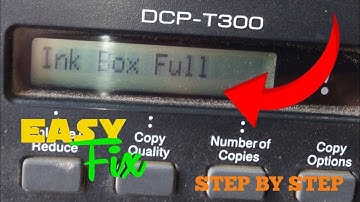 DCP-T300
Ink Box Full
!
EASY
Fix
Reduce
Copy
Quality
Number of
Copies
Copy
Options
STEP BY STEP